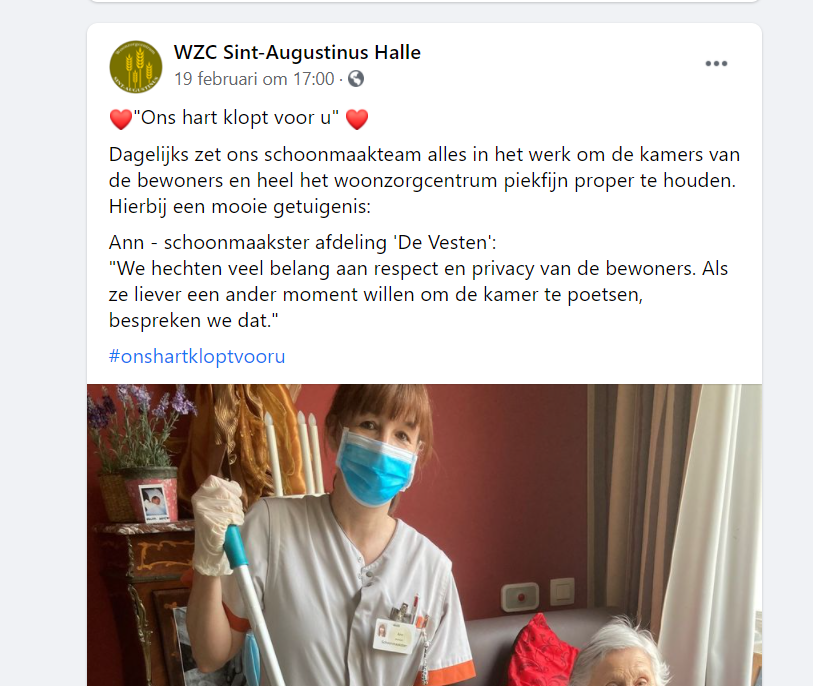 WZC Sint-Augustinus Halle
19 februari om 17:00 ·
❤️"Ons hart klopt voor u" ❤️
Dagelijks zet ons schoonmaakteam alles in het werk om de kamers van
de bewoners en heel het woonzorgcentrum piekfijn proper te houden.
Hierbij een mooie getuigenis:
Ann - schoonmaakster afdeling 'De Vesten':
"We hechten veel belang aan respect en privacy van de bewoners. Als
ze liever een ander moment willen om de kamer te poetsen,
bespreken we dat."
#onshartkloptvooru